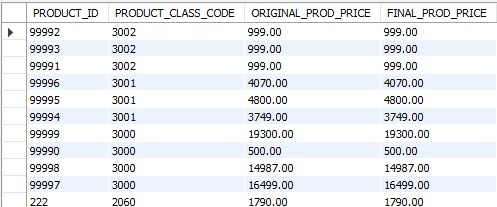 PRODUCT_ID PRODUCT_CLASS_CODE ORIGINAL_PROD_PRICE FINAL_PROD_PRICE
99992 3002 999.00 999.00
99993 3002 999.00 999.00
99991 3002 999.00 999.00
99996 3001 4070.00 4070.00
99995 3001 4800.00 4800.00
99994 3001 3749.00 3749.00
99999 3000 19300.00 19300.00
99990 3000 500.00 500.00
99998 3000 14987.00 14987.00
99997 3000 16499.00 16499.00
222 2060 1790.00 1790.00